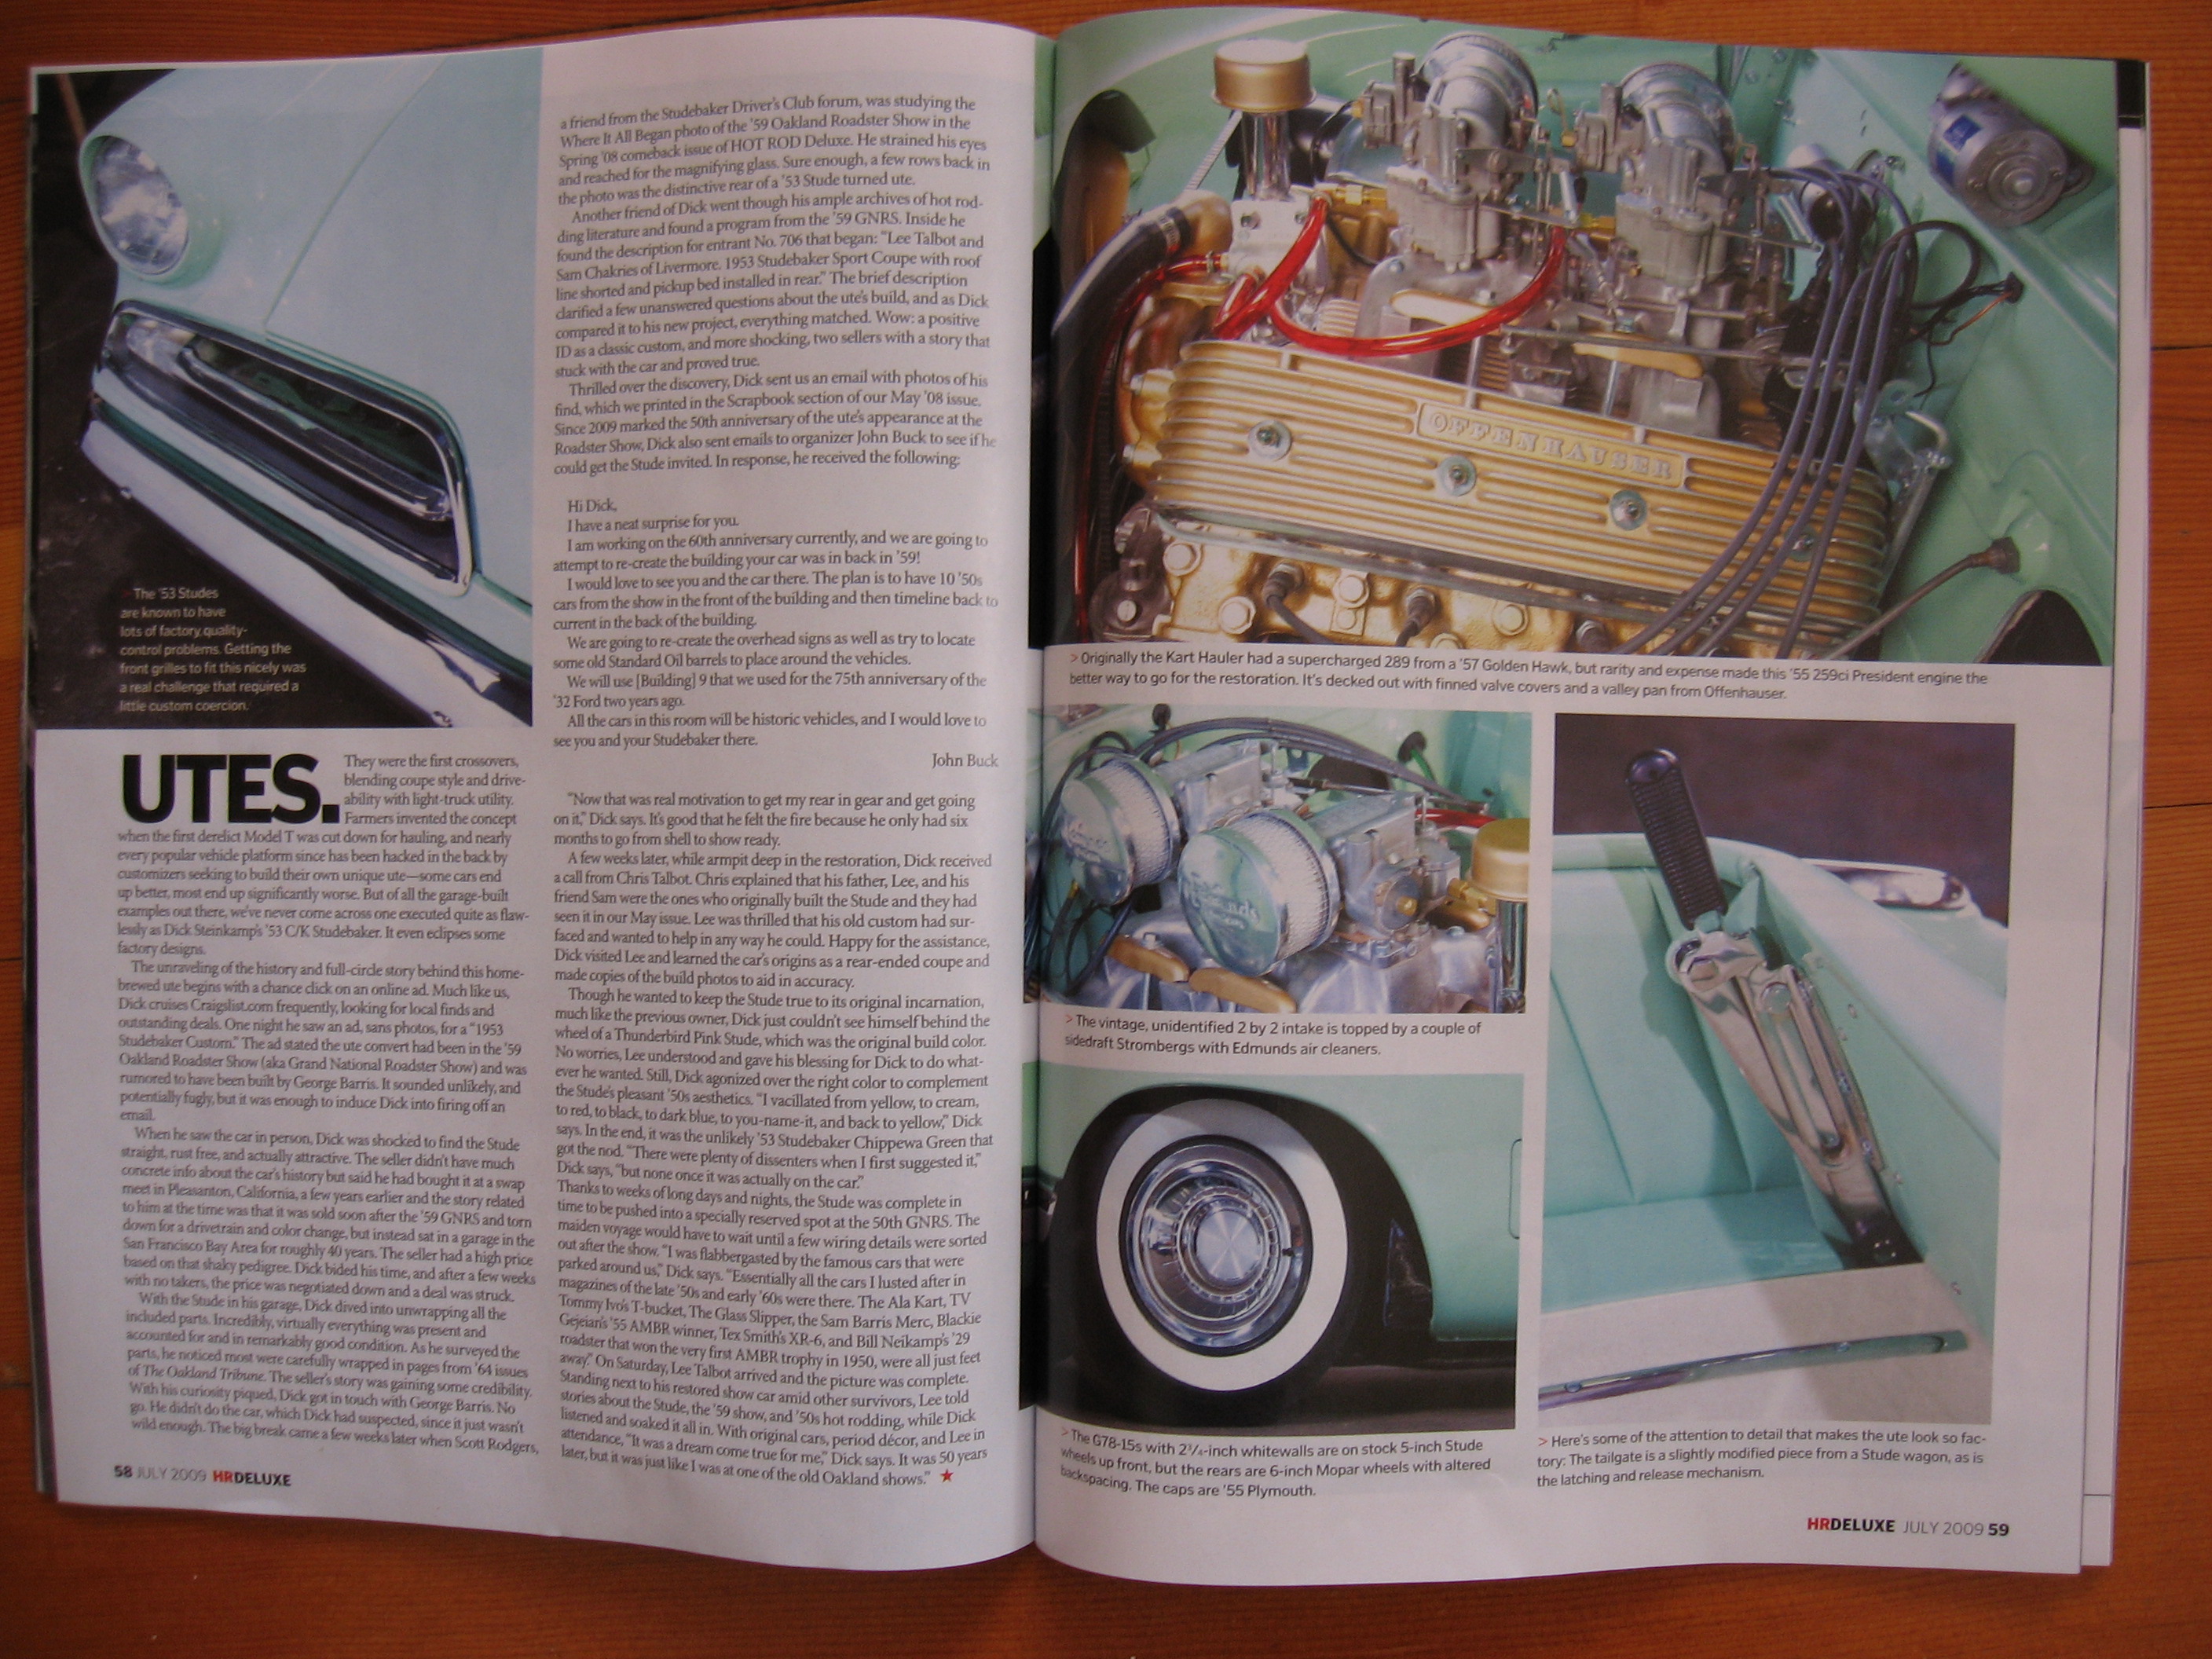 > The '53 Studes
are known to have
lots of factory quality-
control problems. Getting the
front grilles to fit this nicely was
a real challenge that required a
little custom coercion.
UTES.
They were the first crossovers,
blending coupe style and drive-
ability with light-truck utility.
Farmers invented the concept
when the first derelict Model T was cut down for hauling, and nearly
every popular vehicle platform since has been hacked in the back by
customizers seeking to build their own unique ute—some cars end
up better, most end up significantly worse. But of all the garage-built
examples out there, we've never come across one executed quite as flaw-
lessly as Dick Steinkamp's '53 C/K Studebaker. It even eclipses some
factory designs.
The unraveling of the history and full-circle story behind this home-
brewed ute begins with a chance click on an online ad. Much like us,
Dick cruises Craigslist.com frequently, looking for local finds and
outstanding deals. One night he saw an ad, sans photos, for a "1953
Studebaker Custom." The ad stated the ute convert had been in the '59
Oakland Roadster Show (aka Grand National Roadster Show) and was
rumored to have been built by George Barris. It sounded unlikely, and
potentially fugly, but it was enough to induce Dick into firing off an
email.
When he saw the car in person, Dick was shocked to find the Stude
straight, rust free, and actually attractive. The seller didn't have much
concrete info about the car's history but said he had bought it at a swap
meet in Pleasanton, California, a few years earlier and the story related
to him at the time was that it was sold soon after the '59 GNRS and torn
down for a drivetrain and color change, but instead sat in a garage in the
San Francisco Bay Area for roughly 40 years. The seller had a high price
based on that shaky pedigree. Dick bided his time, and after a few weeks
with no takers, the price was negotiated down and a deal was struck.
With the Stude in his garage, Dick dived into unwrapping all the
included parts. Incredibly, virtually everything was present and
accounted for and in remarkably good condition. As he surveyed the
parts, he noticed most were carefully wrapped in pages from '64 issues
of The Oakland Tribune. The seller's story was gaining some credibility.
With his curiosity piqued, Dick got in touch with George Barris. No
go. He didn't do the car, which Dick had suspected, since it just wasn't
wild enough. The big break came a few weeks later when Scott Rodgers,
58 JULY 2009 HRDELUXE
a friend from the Studebaker Driver's Club forum, was studying the
Where It All Began photo of the '59 Oakland Roadster Show in the
Spring '08 comeback issue of HOT ROD Deluxe. He strained his eyes
and reached for the magnifying glass. Sure enough, a few rows back in
the photo was the distinctive rear of a '53 Stude turned ute.
Another friend of Dick went though his ample archives of hot rod-
ding literature and found a program from the '59 GNRS. Inside he
found the description for entrant No. 706 that began: "Lee Talbot and
Sam Chakries of Livermore. 1953 Studebaker Sport Coupe with roof
line shorted and pickup bed installed in rear." The brief description
clarified a few unanswered questions about the ute's build, and as Dick
compared it to his new project, everything matched. Wow: a positive
ID as a classic custom, and more shocking, two sellers with a story that
stuck with the car and proved true.
Thrilled over the discovery, Dick sent us an email with photos of his
find, which we printed in the Scrapbook section of our May '08 issue.
Since 2009 marked the 50th anniversary of the ute's appearance at the
Roadster Show, Dick also sent emails to organizer John Buck to see if he
could get the Stude invited. In response, he received the following:
Hi Dick,
I have a neat surprise for you.
I am working on the 60th anniversary currently, and we are going to
attempt to re-create the building your car was in back in '59!
I would love to see you and the car there. The plan is to have 10 '50s
cars from the show in the front of the building and then timeline back to
current in the back of the building.
We are going to re-create the overhead signs as well as try to locate
some old Standard Oil barrels to place around the vehicles.
We will use [Building] 9 that we used for the 75th anniversary of the
'32 Ford two years ago.
All the cars in this room will be historic vehicles, and I would love to
see you and your Studebaker there.
John Buck
"Now that was real motivation to get my rear in gear and get going
on it," Dick says. It's good that he felt the fire because he only had six
months to go from shell to show ready.
A few weeks later, while armpit deep in the restoration, Dick received
a call from Chris Talbot. Chris explained that his father, Lee, and his
friend Sam were the ones who originally built the Stude and they had
seen it in our May issue. Lee was thrilled that his old custom had sur-
faced and wanted to help in any way he could. Happy for the assistance,
Dick visited Lee and learned the car's origins as a rear-ended coupe and
made copies of the build photos to aid in accuracy.
Though he wanted to keep the Stude true to its original incarnation,
much like the previous owner, Dick just couldn't see himself behind the
wheel of a Thunderbird Pink Stude, which was the original build color.
No worries, Lee understood and gave his blessing for Dick to do what-
ever he wanted. Still, Dick agonized over the right color to complement
the Stude's pleasant '50s aesthetics. "I vacillated from yellow, to cream,
to red, to black, to dark blue, to you-name-it, and back to yellow," Dick
says. In the end, it was the unlikely '53 Studebaker Chippewa Green that
got the nod. "There were plenty of dissenters when I first suggested it,"
Dick says, "but none once it was actually on the car."
Thanks to weeks of long days and nights, the Stude was complete in
time to be pushed into a specially reserved spot at the 50th GNRS. The
maiden voyage would have to wait until a few wiring details were sorted
out after the show. "I was flabbergasted by the famous cars that were
parked around us," Dick says. "Essentially all the cars I lusted after in
magazines of the late '50s and early '60s were there. The Ala Kart, TV
Tommy Ivo's T-bucket, The Glass Slipper, the Sam Barris Merc, Blackie
Gejeian's '55 AMBR winner, Tex Smith's XR-6, and Bill Neikamp's '29
roadster that won the very first AMBR trophy in 1950, were all just feet
away." On Saturday, Lee Talbot arrived and the picture was complete.
Standing next to his restored show car amid other survivors, Lee told
stories about the Stude, the '59 show, and '50s hot rodding, while Dick
listened and soaked it all in. With original cars, period décor, and Lee in
attendance, "It was a dream come true for me," Dick says. It was 50 years
later, but it was just like I was at one of the old Oakland shows." ★
OFFENHAUSER
> Originally the Kart Hauler had a supercharged 289 from a '57 Golden Hawk, but rarity and expense made this '55 259ci President engine the
better way to go for the restoration. It's decked out with finned valve covers and a valley pan from Offenhauser.
> The vintage, unidentified 2 by 2 intake is topped by a couple of
sidedraft Strombergs with Edmunds air cleaners.
> The G78-15s with 2¾-inch whitewalls are on stock 5-inch Stude
wheels up front, but the rears are 6-inch Mopar wheels with altered
backspacing. The caps are '55 Plymouth.
> Here's some of the attention to detail that makes the ute look so fac-
tory: The tailgate is a slightly modified piece from a Stude wagon, as is
the latching and release mechanism.
HRDELUXE JULY 2009 59